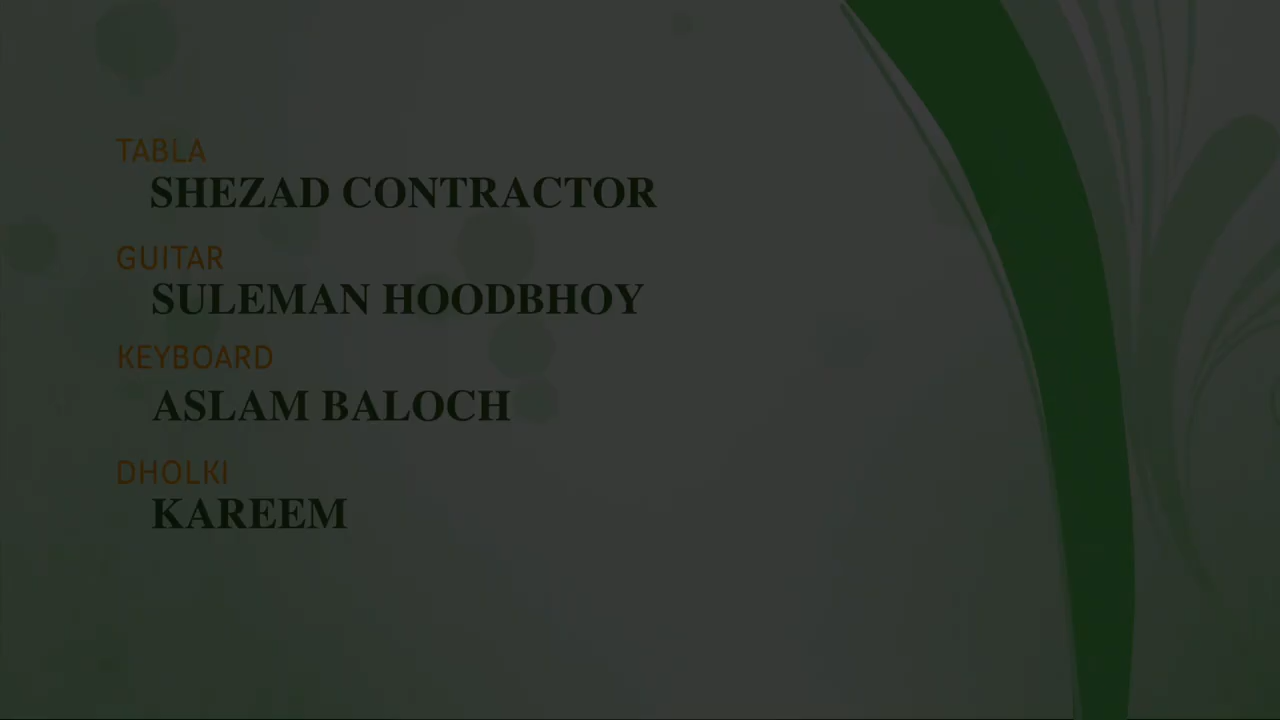 TABLA
SHEZAD CONTRACTOR
GUITAR
SULEMAN HOODBHOY
KEYBOARD
ASLAM BALOCH
DHOLKI
KAREEM